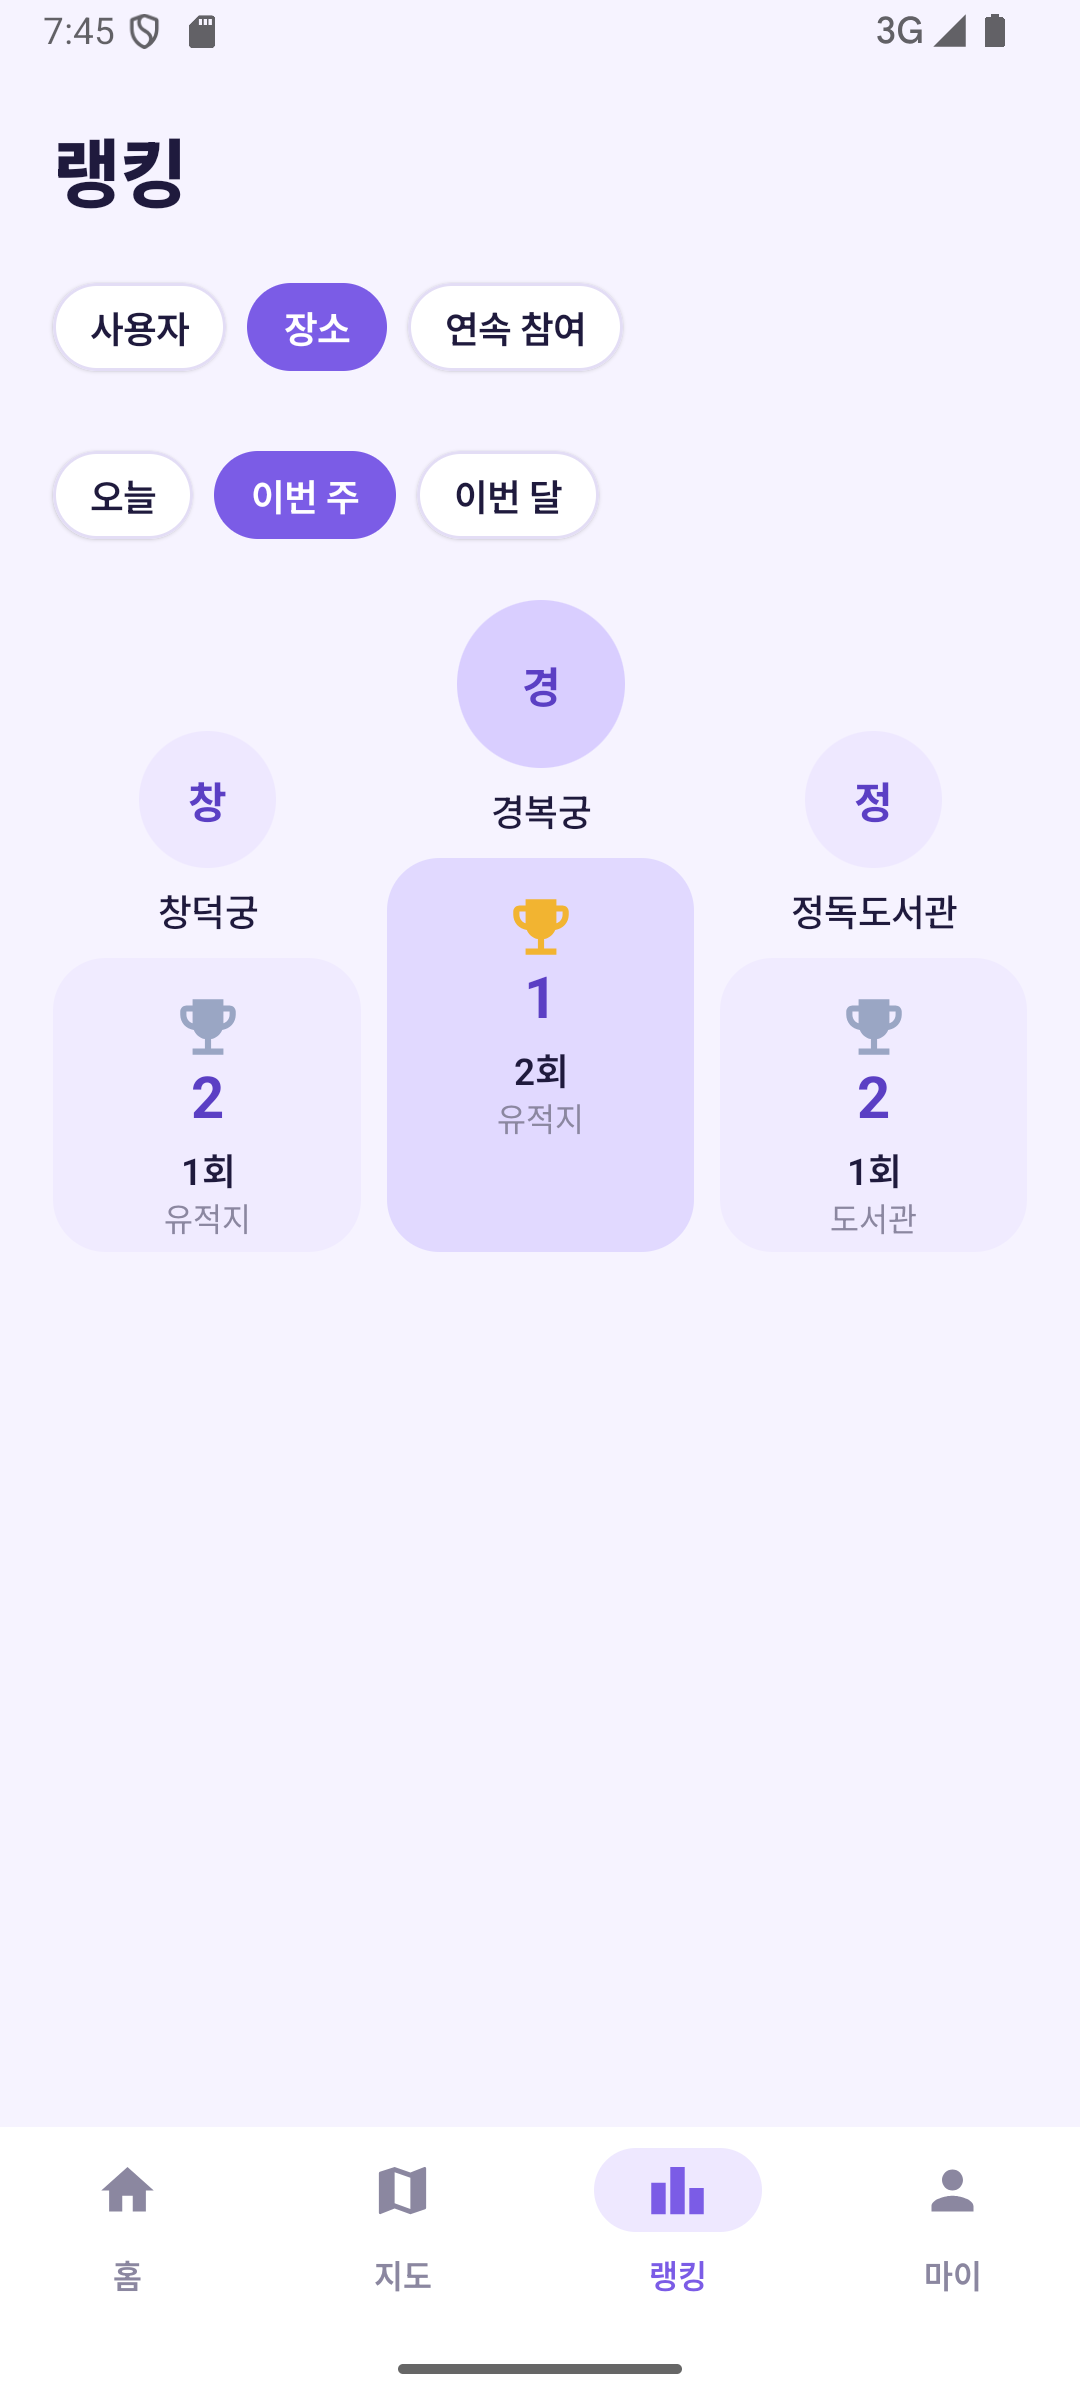 7:45
3G
랭킹
사용자 장소 연속 참여
오늘 이번 주 이번 달
경
경복궁
1
2회
유적지
창
창덕궁
2
1회
유적지
정
정독도서관
2
1회
도서관
홈 지도 랭킹 마이